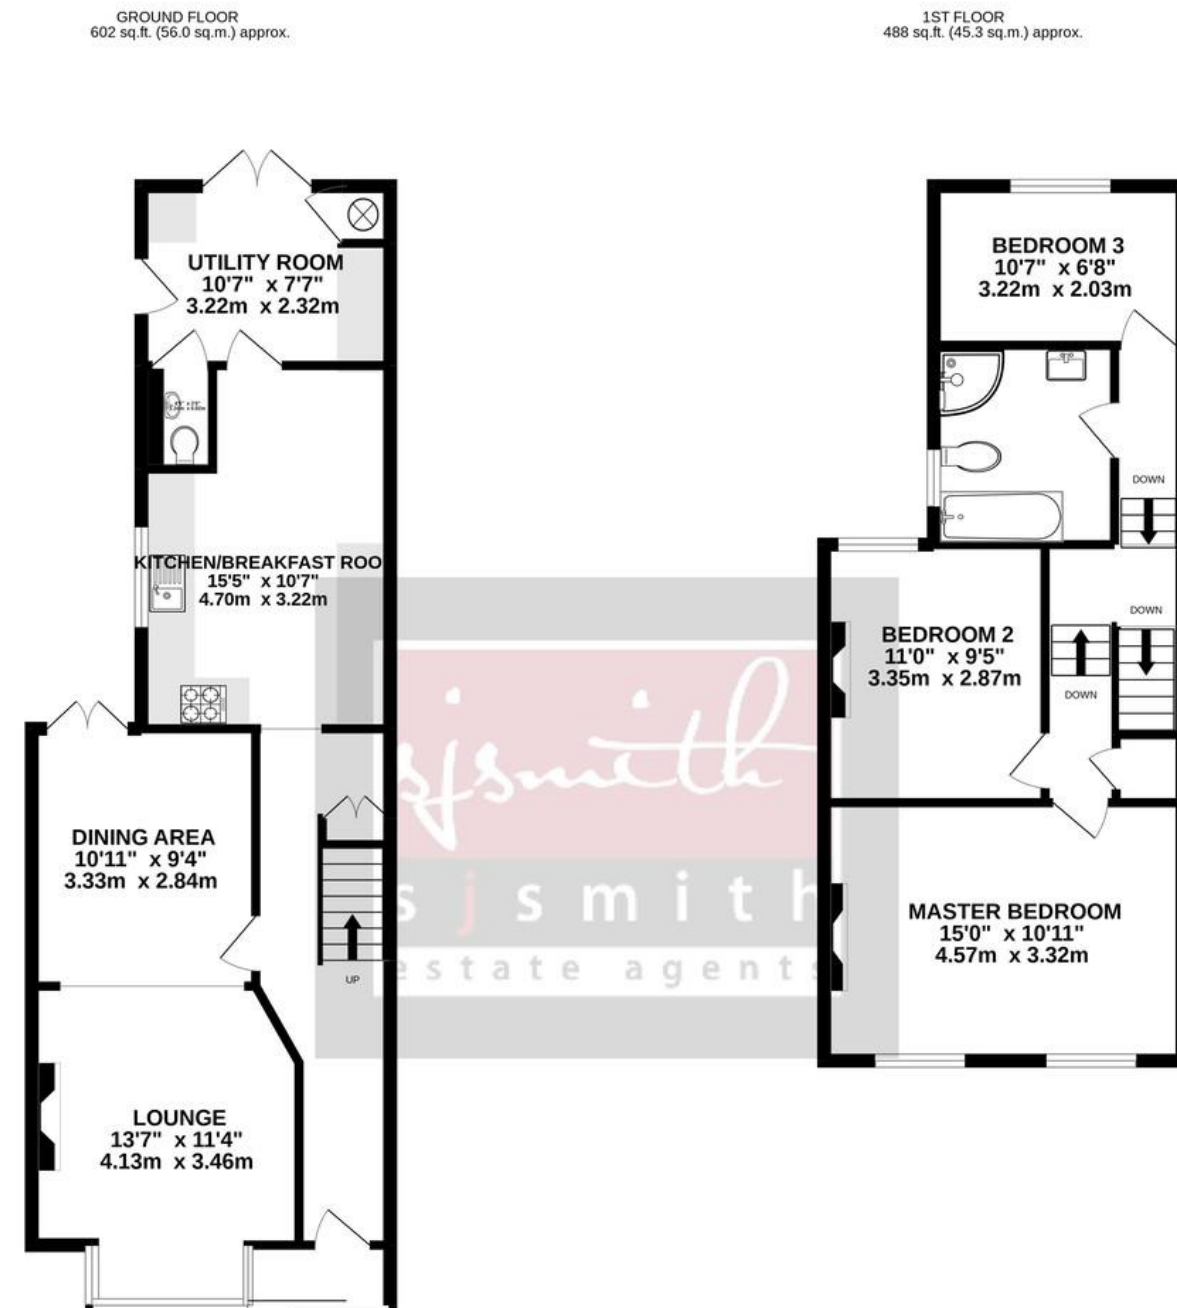 GROUND FLOOR
602 sq.ft. (56.0 sq.m.) approx.
1ST FLOOR
488 sq.ft. (45.3 sq.m.) approx.
UTILITY ROOM
10'7" x 7'7"
3.22m x 2.32m
KITCHEN/BREAKFAST ROO
15'5" x 10'7"
4.70m x 3.22m
DINING AREA
10'11" x 9'4"
3.33m x 2.84m
UP
LOUNGE
13'7" x 11'4"
4.13m x 3.46m
BEDROOM 3
10'7" x 6'8"
3.22m x 2.03m
DOWN
DOWN
BEDROOM 2
11'0" x 9'5"
3.35m x 2.87m
DOWN
MASTER BEDROOM
15'0" x 10'11"
4.57m x 3.32m
sjsmith
sjsmith
estate agents